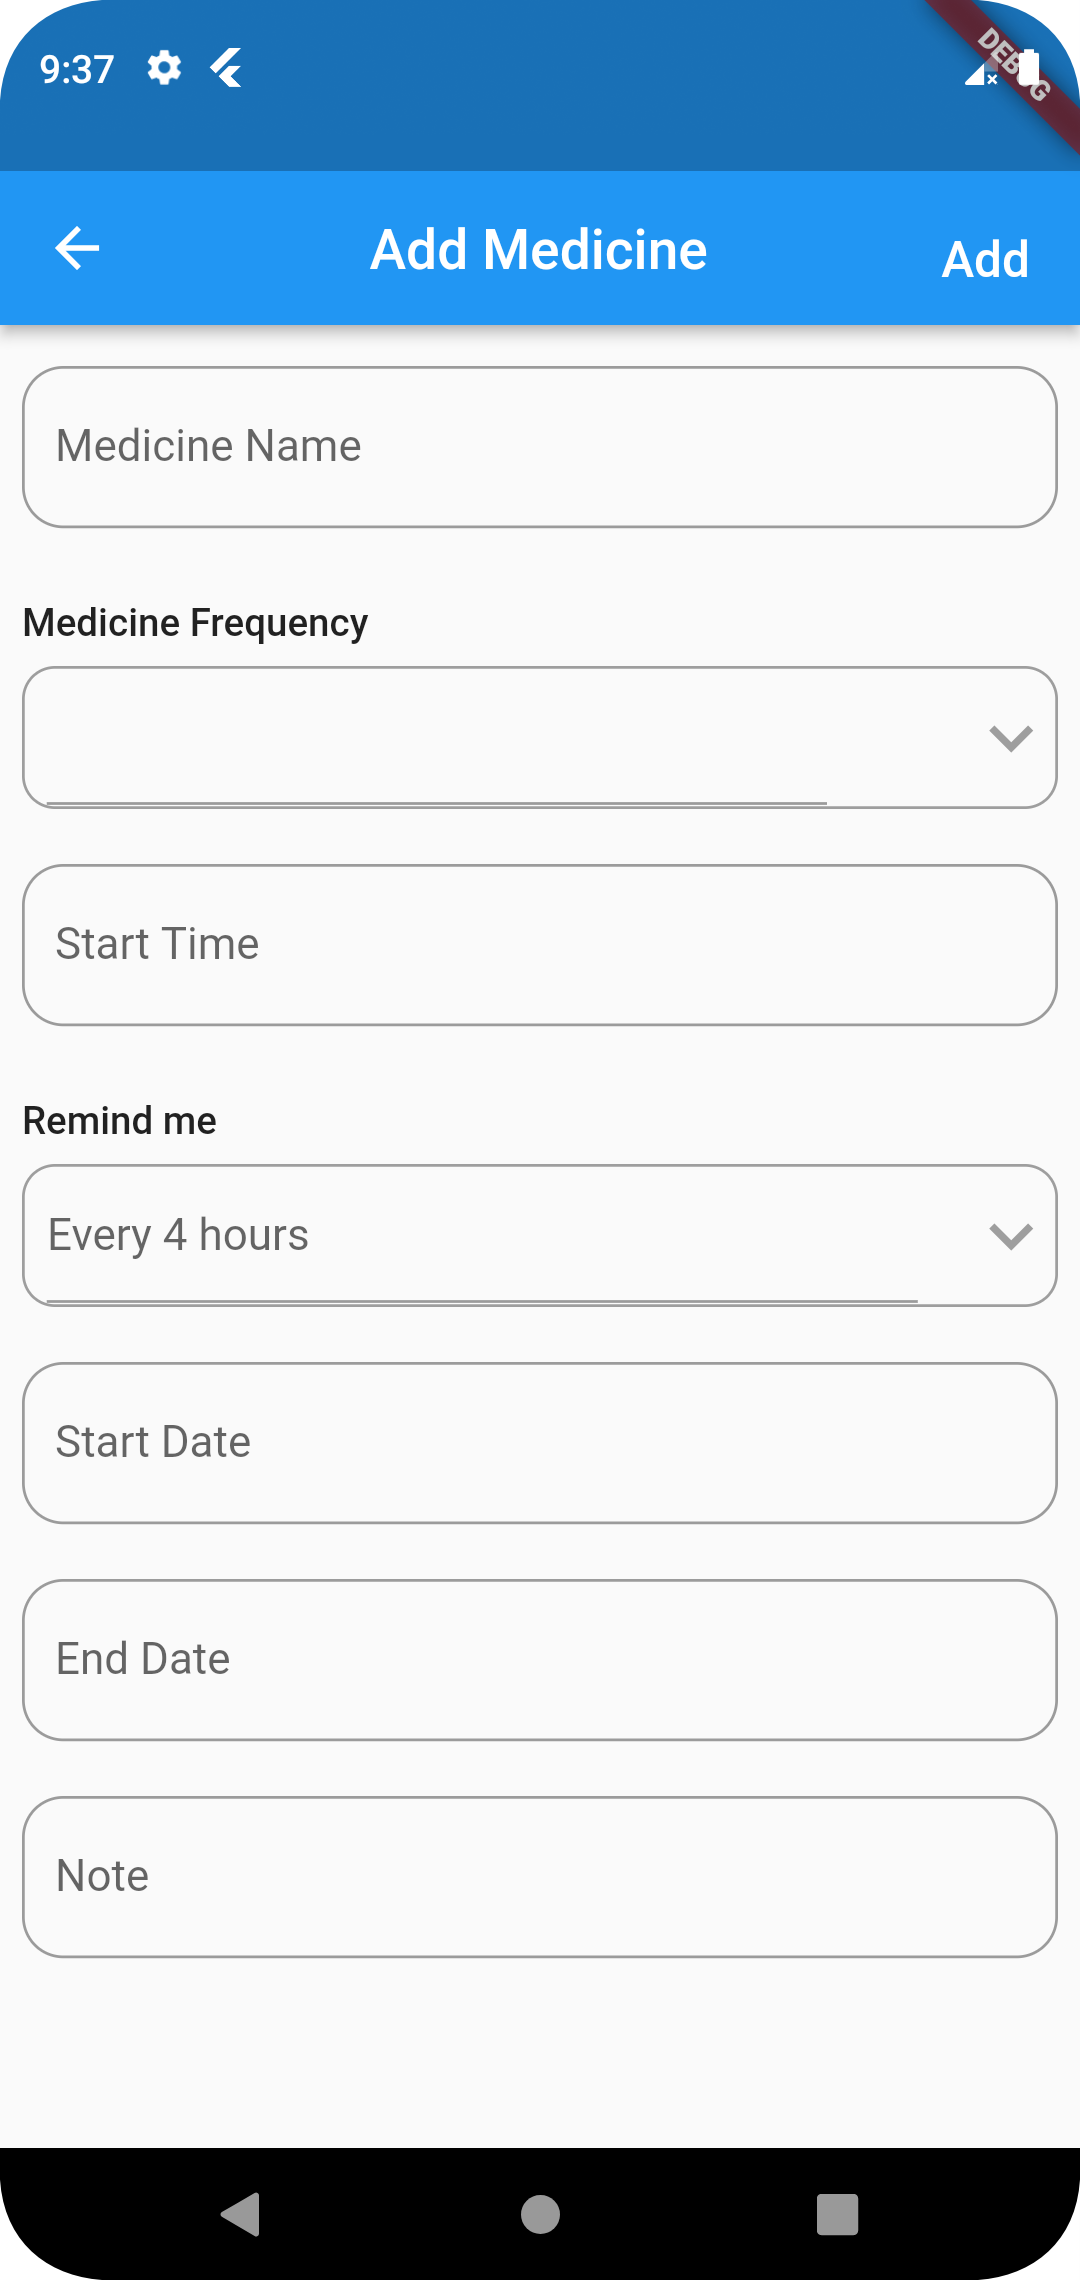 9:37
DEBUG
Add Medicine
Add
Medicine Name
Medicine Frequency
Start Time
Remind me
Every 4 hours
Start Date
End Date
Note